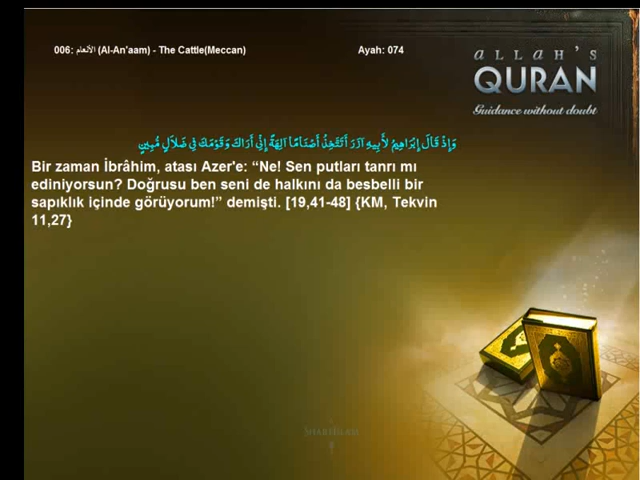 006: الأنعام (Al-An'aam) - The Cattle(Meccan) Ayah: 074
ALLAH'S
QURAN
Guidance without doubt
وَإِذْ قَالَ إِبْرَاهِيمُ لأَبِيهِ آزَرَ أَتَتَّخِذُ أَصْنَامًا آلِهَةً إِنِّي أَرَاكَ وَقَوْمَكَ فِي ضَلاَلٍ مُّبِينٍ
Bir zaman İbrâhim, atası Azer'e: “Ne! Sen putları tanrı mı
ediniyorsun? Doğrusu ben seni de halkını da besbelli bir
sapıklık içinde görüyorum!” demişti. [19,41-48] {KM, Tekvin
11,27}